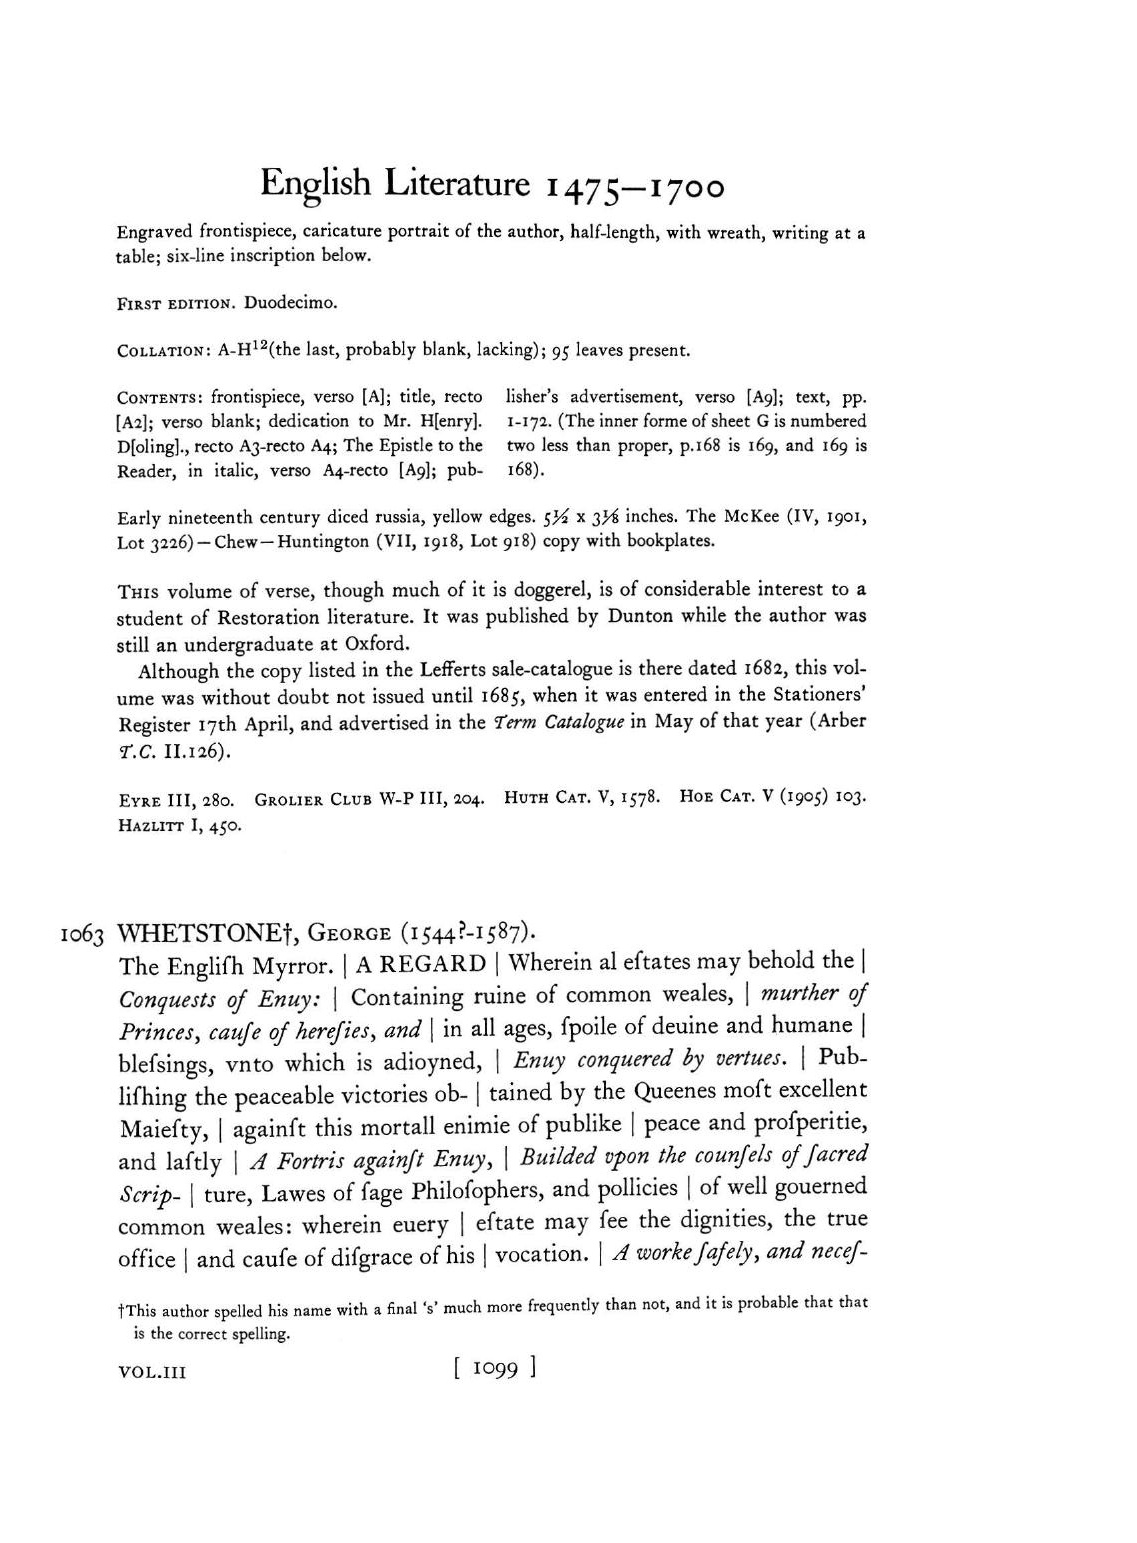 English Literature 1475—1700
Engraved frontispiece, caricature portrait of the author, half-length, with wreath, writing at a
table; six-line inscription below.
First edition. Duodecimo.
Collation: A-H¹²(the last, probably blank, lacking); 95 leaves present.
Contents: frontispiece, verso [A]; title, recto
[A2]; verso blank; dedication to Mr. H[enry].
D[oling]., recto A3-recto A4; The Epistle to the
Reader, in italic, verso A4-recto [A9]; pub-
lisher's advertisement, verso [A9]; text, pp.
1-172. (The inner forme of sheet G is numbered
two less than proper, p.168 is 169, and 169 is
168).
Early nineteenth century diced russia, yellow edges. 5½ x 3⅛ inches. The McKee (IV, 1901,
Lot 3226)—Chew—Huntington (VII, 1918, Lot 918) copy with bookplates.
This volume of verse, though much of it is doggerel, is of considerable interest to a
student of Restoration literature. It was published by Dunton while the author was
still an undergraduate at Oxford.
Although the copy listed in the Lefferts sale-catalogue is there dated 1682, this vol-
ume was without doubt not issued until 1685, when it was entered in the Stationers'
Register 17th April, and advertised in the Term Catalogue in May of that year (Arber
T.C. II.126).
Eyre III, 280. Grolier Club W-P III, 204. Huth Cat. V, 1578. Hoe Cat. V (1905) 103.
Hazlitt I, 450.
1063 WHETSTONE†, George (1544?-1587).
The Engliſh Myrror. | A REGARD | Wherein al eſtates may behold the |
Conquests of Enuy: | Containing ruine of common weales, | murther of
Princes, cauſe of hereſies, and | in all ages, ſpoile of deuine and humane |
bleſsings, vnto which is adioyned, | Enuy conquered by vertues. | Pub-
liſhing the peaceable victories ob- | tained by the Queenes moſt excellent
Maieſty, | againſt this mortall enimie of publike | peace and proſperitie,
and laſtly | A Fortris againſt Enuy, | Builded vpon the counſels of ſacred
Scrip- | ture, Lawes of ſage Philoſophers, and pollicies | of well gouerned
common weales: wherein euery | eſtate may ſee the dignities, the true
office | and cauſe of diſgrace of his | vocation. | A worke ſafely, and neceſ-
†This author spelled his name with a final 's' much more frequently than not, and it is probable that that
is the correct spelling.
VOL.III [ 1099 ]